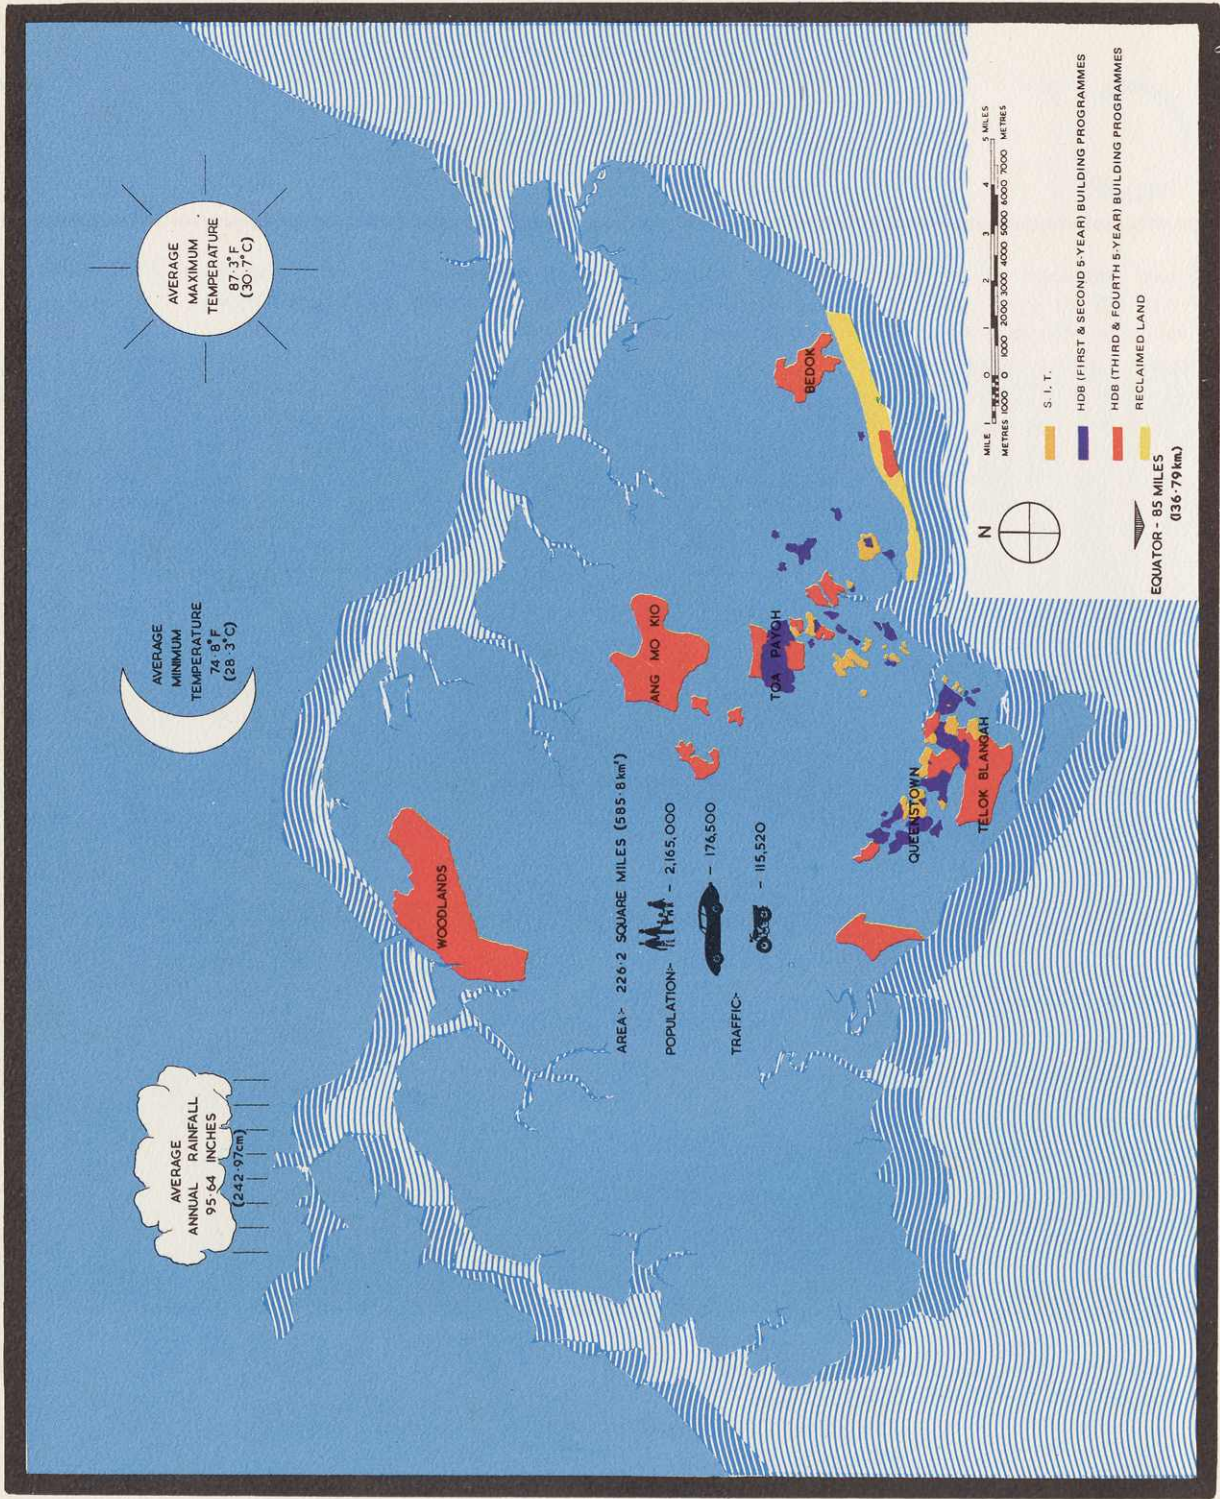 AVERAGE
ANNUAL RAINFALL
95·64 INCHES
(242·97cm)
AVERAGE
MINIMUM
TEMPERATURE
74·8°F
(28·3°C)
AVERAGE
MAXIMUM
TEMPERATURE
87·3°F
(30·7°C)
WOODLANDS
AREA:- 226·2 SQUARE MILES (585·8km²)
POPULATION:- - 2,165,000
- 176,500
TRAFFIC:-
- 115,520
ANG MO KIO
TOA PAYOH
BEDOK
QUEENSTOWN
TELOK BLANGAH
N
MILE 1 0 1 2 3 4 5 MILES
METRES 1000 0 1000 2000 3000 4000 5000 6000 7000 METRES
S. I. T.
HDB (FIRST & SECOND 5-YEAR) BUILDING PROGRAMMES
HDB (THIRD & FOURTH 5-YEAR) BUILDING PROGRAMMES
RECLAIMED LAND
EQUATOR - 85 MILES
(136·79km.)